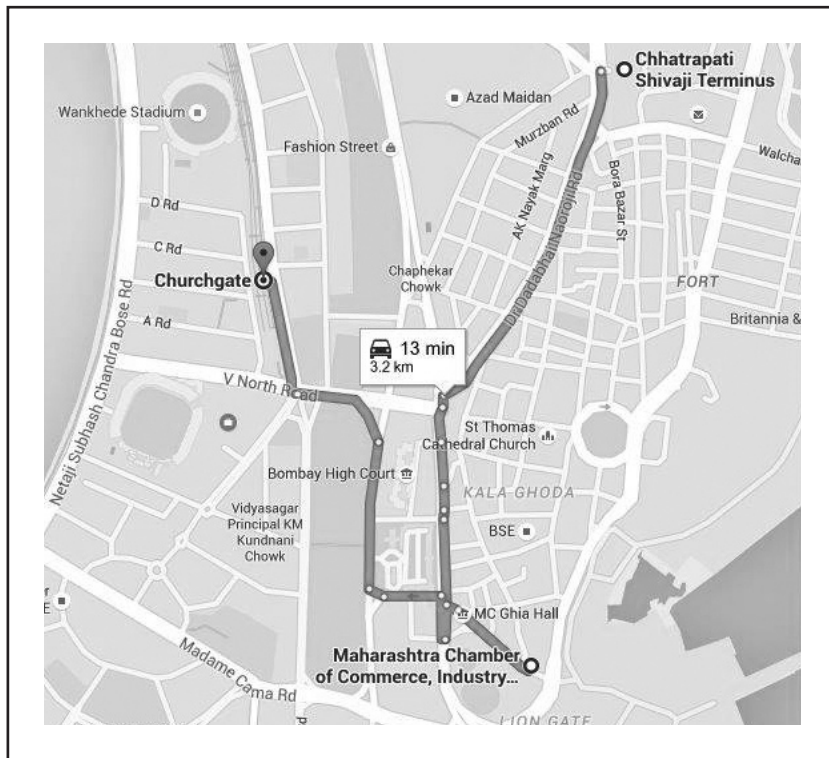 Chhatrapati
Shivaji Terminus
Azad Maidan
Wankhede Stadium
Murzban Rd
Fashion Street
Walcha
AK Nayak Marg
Bora Bazar St
D Rd
C Rd
Chaphekar
Chowk
Churchgate
FORT
Dr Dadabhai Naoroji Rd
A Rd
Britannia &
Netaji Subhash Chandra Bose Rd
13 min
3.2 km
V North Road
St Thomas
Cathedral Church
Bombay High Court
KALA GHODA
Vidyasagar
Principal KM
Kundnani
Chowk
BSE
MC Ghia Hall
Maharashtra Chamber
of Commerce, Industry...
Madame Cama Rd
LION GATE